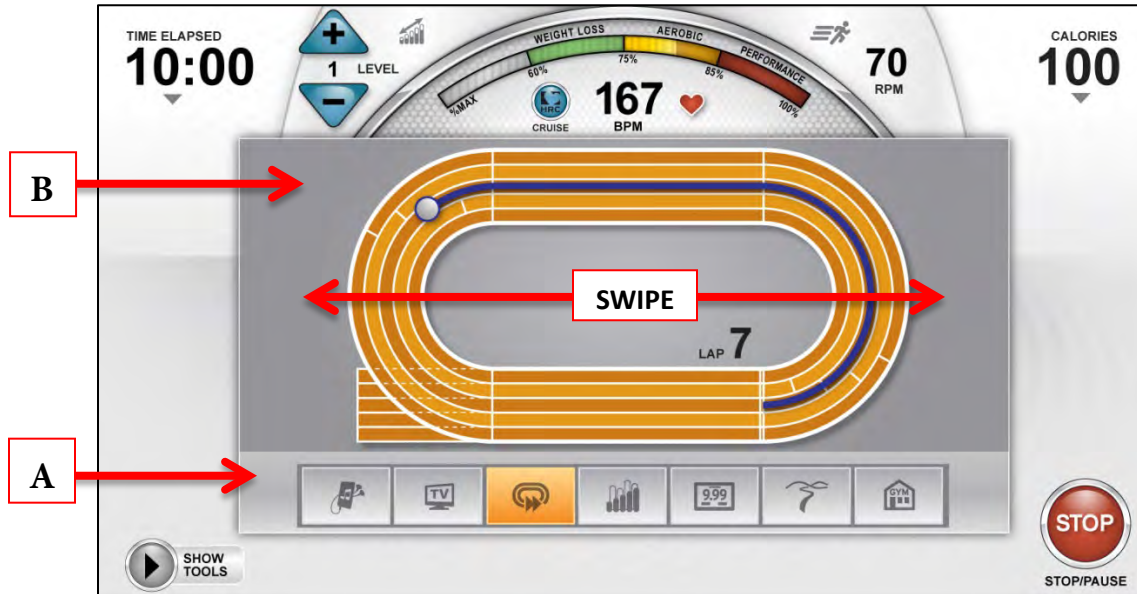 TIME ELAPSED
10:00
1 LEVEL
WEIGHT LOSS
AEROBIC
PERFORMANCE
%MAX
60%
75%
85%
100%
HRC
CRUISE
167
BPM
70
RPM
CALORIES
100
B
SWIPE
LAP 7
A
TV
9.99
GYM
SHOW
TOOLS
STOP
STOP/PAUSE